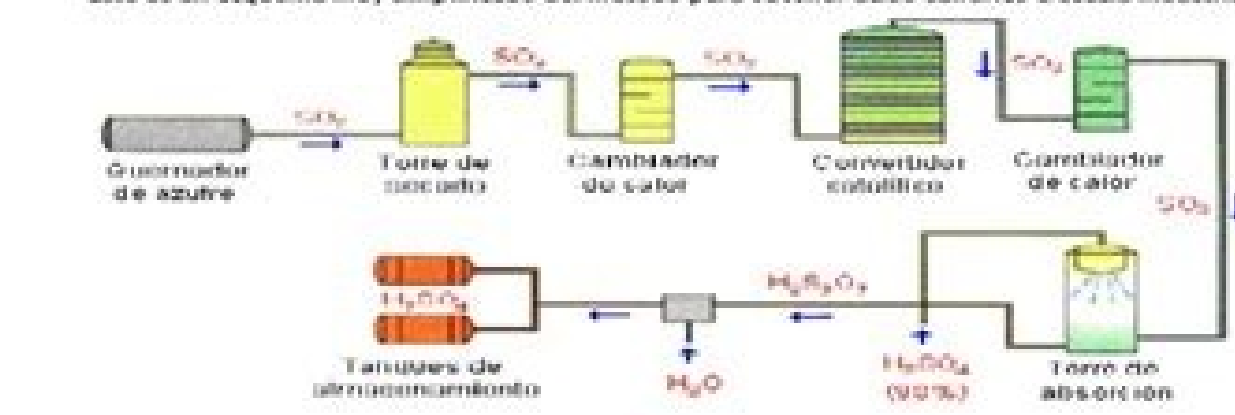 SO₂
SO₂
SO₂
SO₃
Quemador
de azufre
Torre de
secado
Cambiador
de calor
Convertidor
catalítico
Cambiador
de calor
SO₃
H₂SO₄
H₂S₂O₇
H₂SO₄
H₂O
Tanques de
almacenamiento
Torre de
absorción